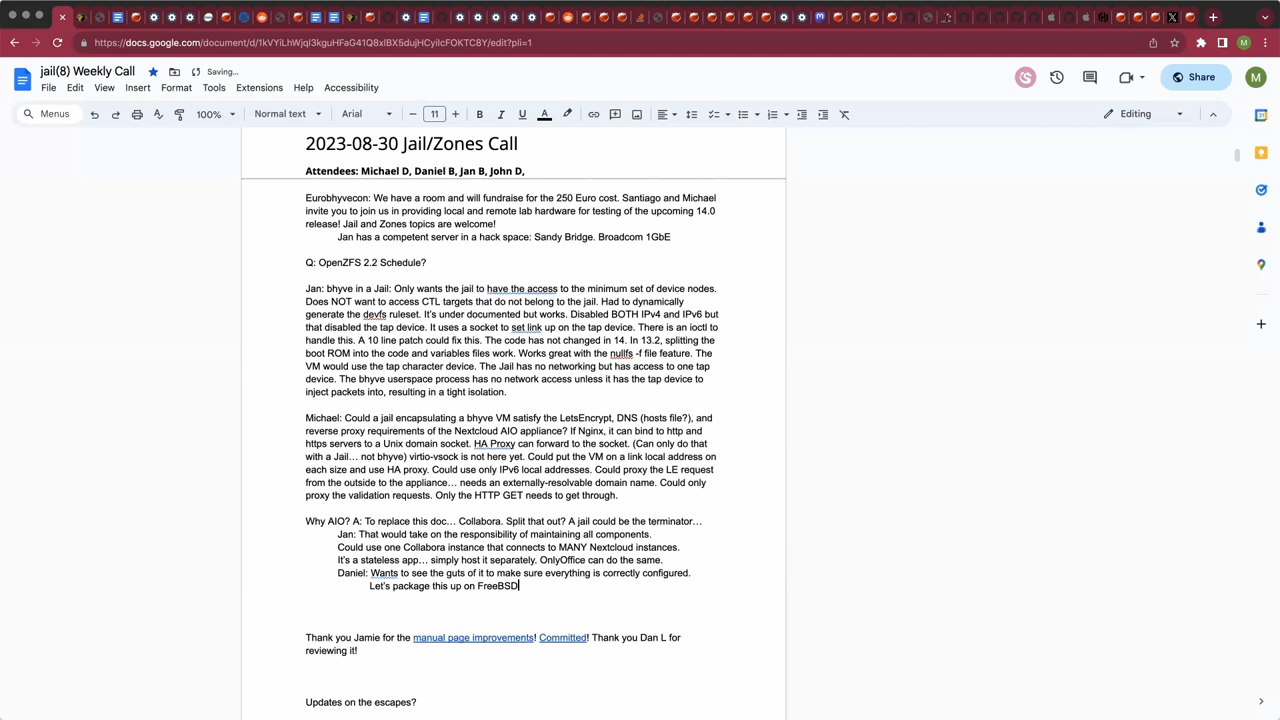 https://docs.google.com/document/d/1kVYiLhWjqI3kguHFaG41Q8xlBX5dujHCyilcFOKTC8Y/edit?pli=1
M
jail(8) Weekly Call
Saving...
File Edit View Insert Format Tools Extensions Help Accessibility
Share
M
Menus
100%
Normal text
Arial
11
B I U A
Editing
2023-08-30 Jail/Zones Call
Attendees: Michael D, Daniel B, Jan B, John D,
Eurobhyvecon: We have a room and will fundraise for the 250 Euro cost. Santiago and Michael
invite you to join us in providing local and remote lab hardware for testing of the upcoming 14.0
release! Jail and Zones topics are welcome!
Jan has a competent server in a hack space: Sandy Bridge. Broadcom 1GbE
Q: OpenZFS 2.2 Schedule?
Jan: bhyve in a Jail: Only wants the jail to have the access to the minimum set of device nodes.
Does NOT want to access CTL targets that do not belong to the jail. Had to dynamically
generate the devfs ruleset. It's under documented but works. Disabled BOTH IPv4 and IPv6 but
that disabled the tap device. It uses a socket to set link up on the tap device. There is an ioctl to
handle this. A 10 line patch could fix this. The code has not changed in 14. In 13.2, splitting the
boot ROM into the code and variables files work. Works great with the nullfs -f file feature. The
VM would use the tap character device. The Jail has no networking but has access to one tap
device. The bhyve userspace process has no network access unless it has the tap device to
inject packets into, resulting in a tight isolation.
Michael: Could a jail encapsulating a bhyve VM satisfy the LetsEncrypt, DNS (hosts file?), and
reverse proxy requirements of the Nextcloud AIO appliance? If Nginx, it can bind to http and
https servers to a Unix domain socket. HA Proxy can forward to the socket. (Can only do that
with a Jail… not bhyve) virtio-vsock is not here yet. Could put the VM on a link local address on
each size and use HA proxy. Could use only IPv6 local addresses. Could proxy the LE request
from the outside to the appliance… needs an externally-resolvable domain name. Could only
proxy the validation requests. Only the HTTP GET needs to get through.
Why AIO? A: To replace this doc… Collabora. Split that out? A jail could be the terminator…
Jan: That would take on the responsibility of maintaining all components.
Could use one Collabora instance that connects to MANY Nextcloud instances.
It's a stateless app… simply host it separately. OnlyOffice can do the same.
Daniel: Wants to see the guts of it to make sure everything is correctly configured.
Let's package this up on FreeBSD
Thank you Jamie for the manual page improvements! Committed! Thank you Dan L for
reviewing it!
Updates on the escapes?